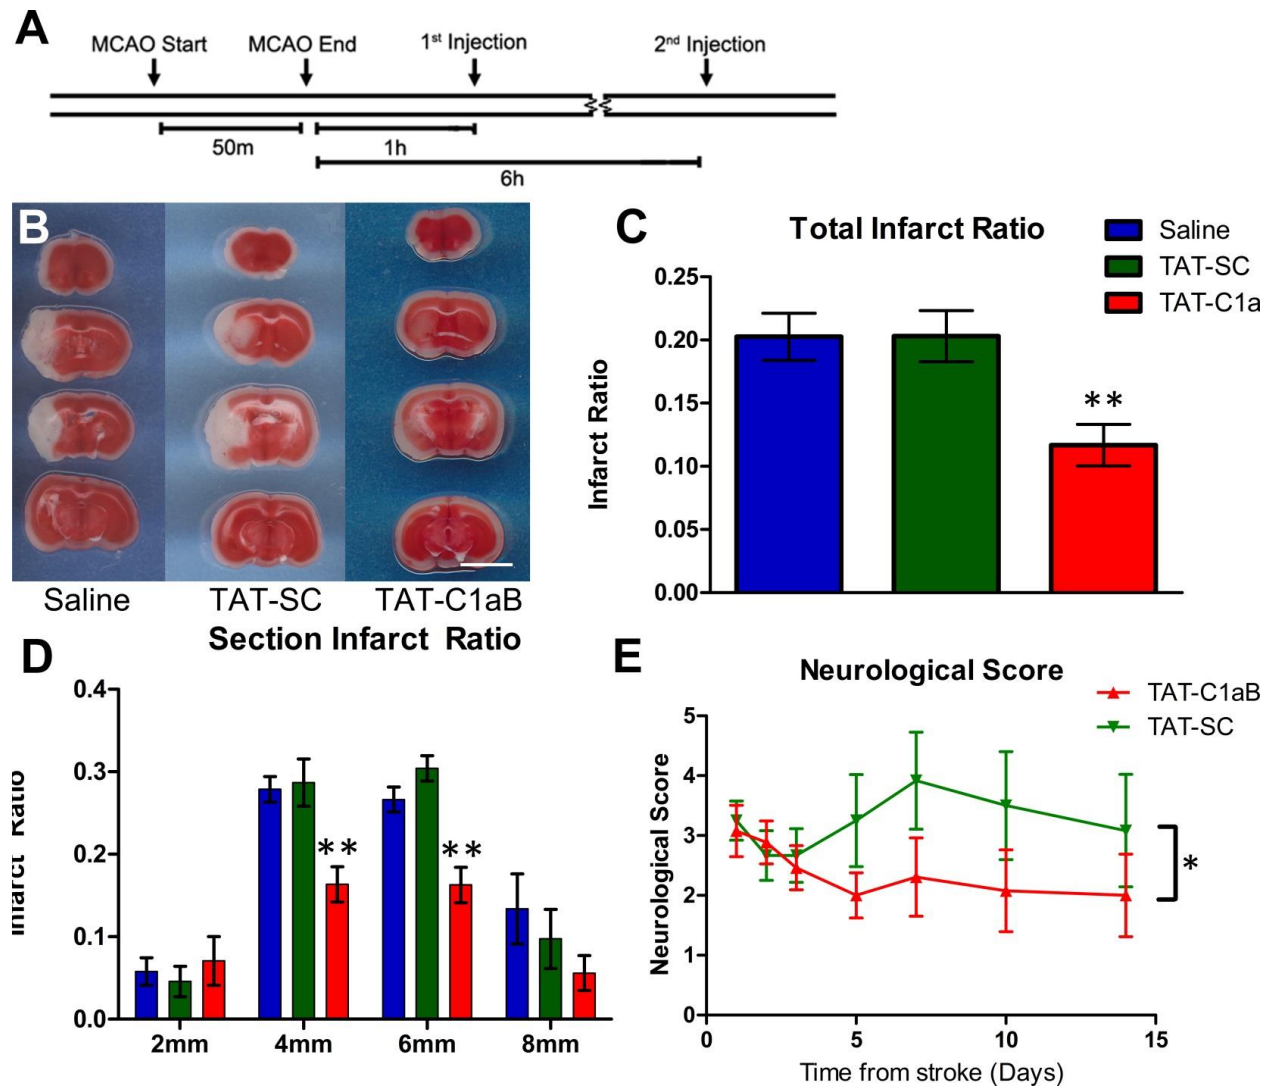 A
MCAO Start
MCAO End
1st Injection
2nd Injection
50m
1h
6h
B
Saline
TAT-SC
TAT-C1aB
C
Total Infarct Ratio
Saline
TAT-SC
TAT-C1a
Infarct Ratio
0.25
0.20
0.15
0.10
0.05
0.00
**
D
Section Infarct Ratio
Infarct Ratio
0.4
0.3
0.2
0.1
0.0
**
**
2mm
4mm
6mm
8mm
E
Neurological Score
TAT-C1aB
TAT-SC
Neurological Score
5
4
3
2
1
0
*
0
5
10
15
Time from stroke (Days)